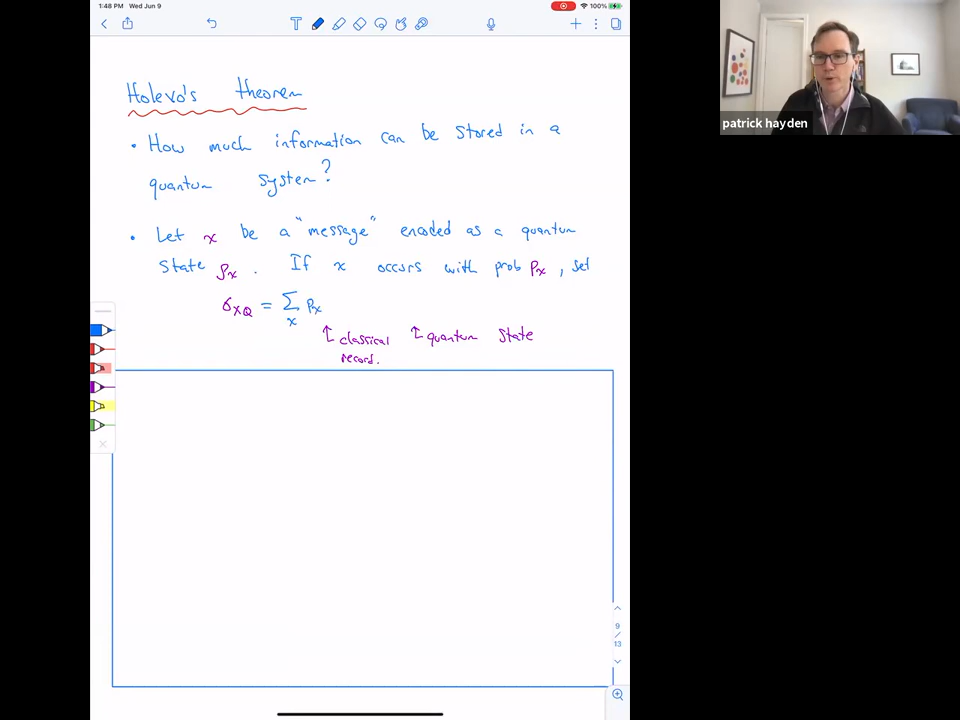 1:48 PM Wed Jun 9
100%
patrick hayden
Holevo's theorem
• How much information can be stored in a
quantum system?
• Let x be a "message" encoded as a quantum
state ρx. If x occurs with prob px, set
σXQ = ∑x px
↑ classical ↑ quantum state
record.
9
/
13